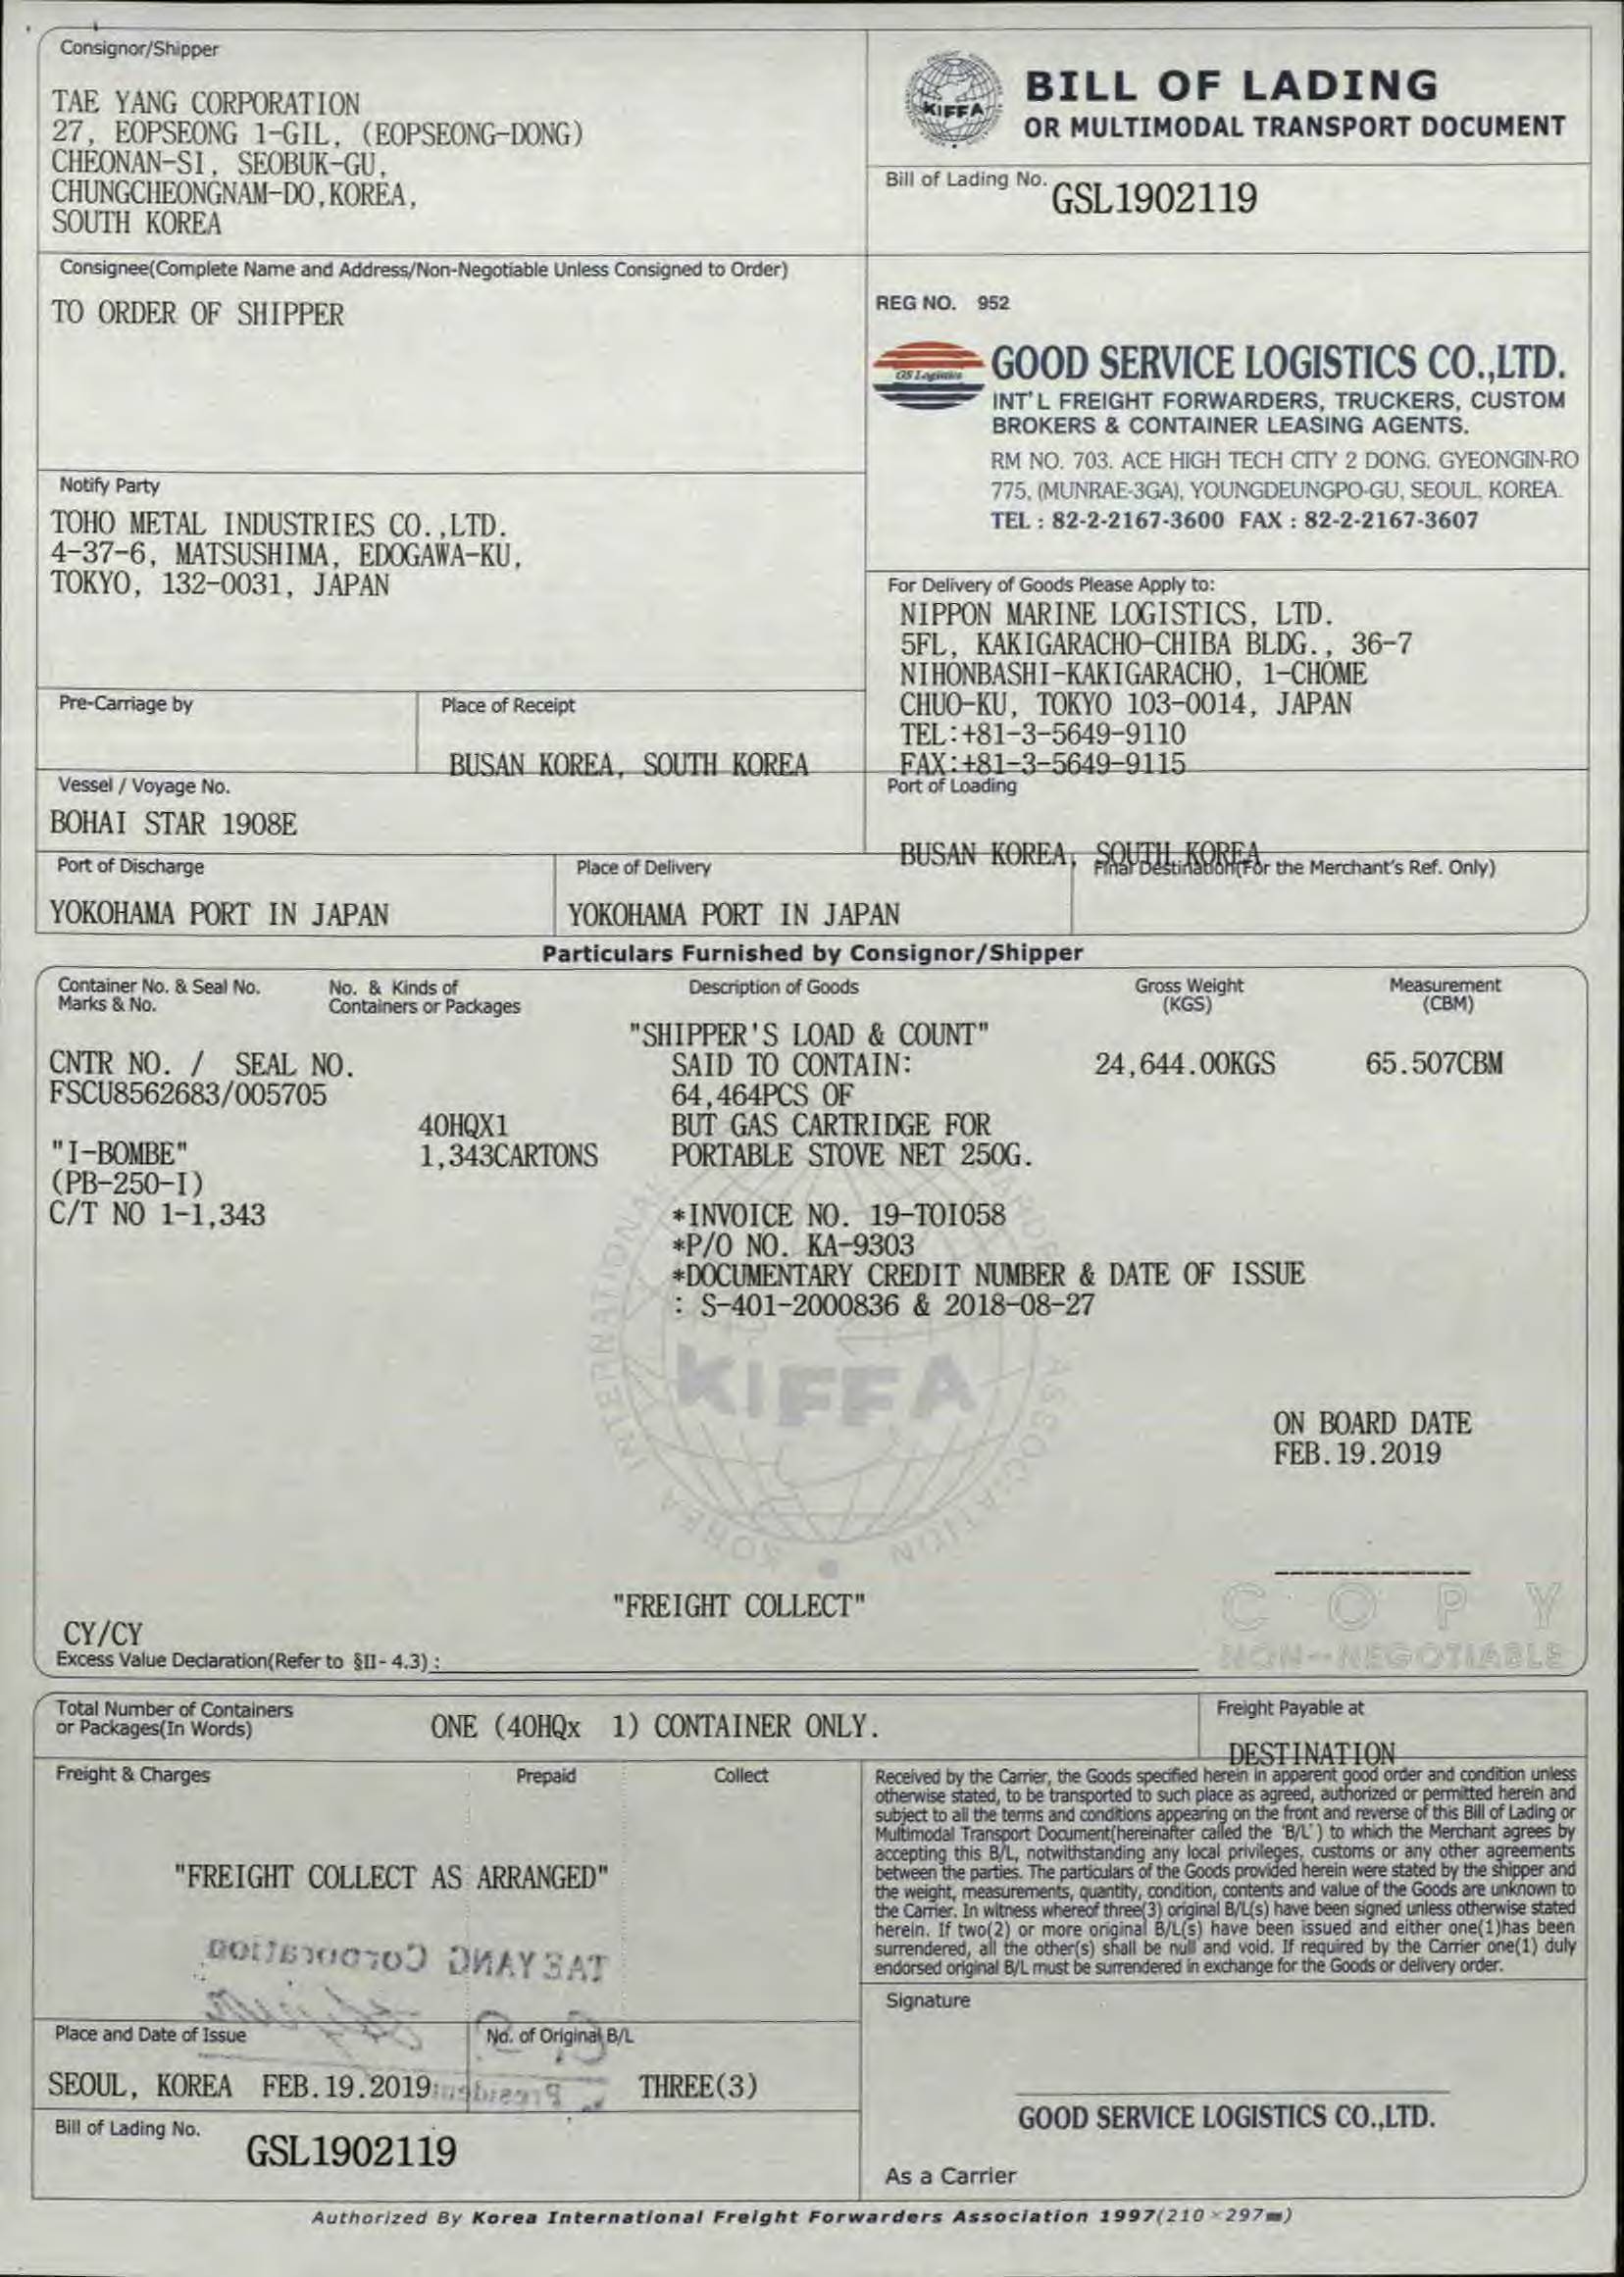 Consignor/Shipper
TAE YANG CORPORATION
27, EOPSEONG 1-GIL, (EOPSEONG-DONG)
CHEONAN-SI, SEOBUK-GU,
CHUNGCHEONGNAM-DO,KOREA,
SOUTH KOREA
KIFFA
BILL OF LADING
OR MULTIMODAL TRANSPORT DOCUMENT
Bill of Lading No. GSL1902119
Consignee(Complete Name and Address/Non-Negotiable Unless Consigned to Order)
TO ORDER OF SHIPPER
REG NO. 952
GS Logistics
GOOD SERVICE LOGISTICS CO.,LTD.
INT'L FREIGHT FORWARDERS, TRUCKERS, CUSTOM
BROKERS & CONTAINER LEASING AGENTS.
RM NO. 703. ACE HIGH TECH CITY 2 DONG. GYEONGIN-RO
775, (MUNRAE-3GA), YOUNGDEUNGPO-GU, SEOUL, KOREA.
TEL : 82-2-2167-3600 FAX : 82-2-2167-3607
Notify Party
TOHO METAL INDUSTRIES CO.,LTD.
4-37-6, MATSUSHIMA, EDOGAWA-KU,
TOKYO, 132-0031, JAPAN
For Delivery of Goods Please Apply to:
NIPPON MARINE LOGISTICS, LTD.
5FL, KAKIGARACHO-CHIBA BLDG., 36-7
NIHONBASHI-KAKIGARACHO, 1-CHOME
CHUO-KU, TOKYO 103-0014, JAPAN
TEL:+81-3-5649-9110
FAX:+81-3-5649-9115
Pre-Carriage by
Place of Receipt
BUSAN KOREA, SOUTH KOREA
Vessel / Voyage No.
BOHAI STAR 1908E
Port of Loading
BUSAN KOREA, SOUTH KOREA
Port of Discharge
YOKOHAMA PORT IN JAPAN
Place of Delivery
YOKOHAMA PORT IN JAPAN
Final Destination(For the Merchant's Ref. Only)
Particulars Furnished by Consignor/Shipper
Container No. & Seal No.
Marks & No.
No. & Kinds of
Containers or Packages
Description of Goods
Gross Weight
(KGS)
Measurement
(CBM)
"SHIPPER'S LOAD & COUNT"
CNTR NO. / SEAL NO. SAID TO CONTAIN: 24,644.00KGS 65.507CBM
FSCU8562683/005705 64,464PCS OF
40HQX1 BUT GAS CARTRIDGE FOR
"I-BOMBE" 1,343CARTONS PORTABLE STOVE NET 250G.
(PB-250-I)
C/T NO 1-1,343 *INVOICE NO. 19-TOI058
*P/O NO. KA-9303
*DOCUMENTARY CREDIT NUMBER & DATE OF ISSUE
: S-401-2000836 & 2018-08-27
KIFFA
KOREA INTERNATIONAL FREIGHT FORWARDERS ASSOCIATION
ON BOARD DATE
FEB.19.2019
"FREIGHT COLLECT"
COPY
NON-NEGOTIABLE
CY/CY
Excess Value Declaration(Refer to §II- 4.3) :
Total Number of Containers
or Packages(In Words)
ONE (40HQx 1) CONTAINER ONLY.
Freight Payable at
DESTINATION
Freight & Charges Prepaid Collect
"FREIGHT COLLECT AS ARRANGED"
Received by the Carrier, the Goods specified herein in apparent good order and condition unless
otherwise stated, to be transported to such place as agreed, authorized or permitted herein and
subject to all the terms and conditions appearing on the front and reverse of this Bill of Lading or
Multimodal Transport Document(hereinafter called the 'B/L') to which the Merchant agrees by
accepting this B/L, notwithstanding any local privileges, customs or any other agreements
between the parties. The particulars of the Goods provided herein were stated by the shipper and
the weight, measurements, quantity, condition, contents and value of the Goods are unknown to
the Carrier. In witness whereof three(3) original B/L(s) have been signed unless otherwise stated
herein. If two(2) or more original B/L(s) have been issued and either one(1)has been
surrendered, all the other(s) shall be null and void. If required by the Carrier one(1) duly
endorsed original B/L must be surrendered in exchange for the Goods or delivery order.
TAEYANG Corporation
President
Signature
Place and Date of Issue
SEOUL, KOREA FEB.19.2019
No. of Original B/L
THREE(3)
GOOD SERVICE LOGISTICS CO.,LTD.
Bill of Lading No.
GSL1902119
As a Carrier
Authorized By Korea International Freight Forwarders Association 1997(210×297㎜)